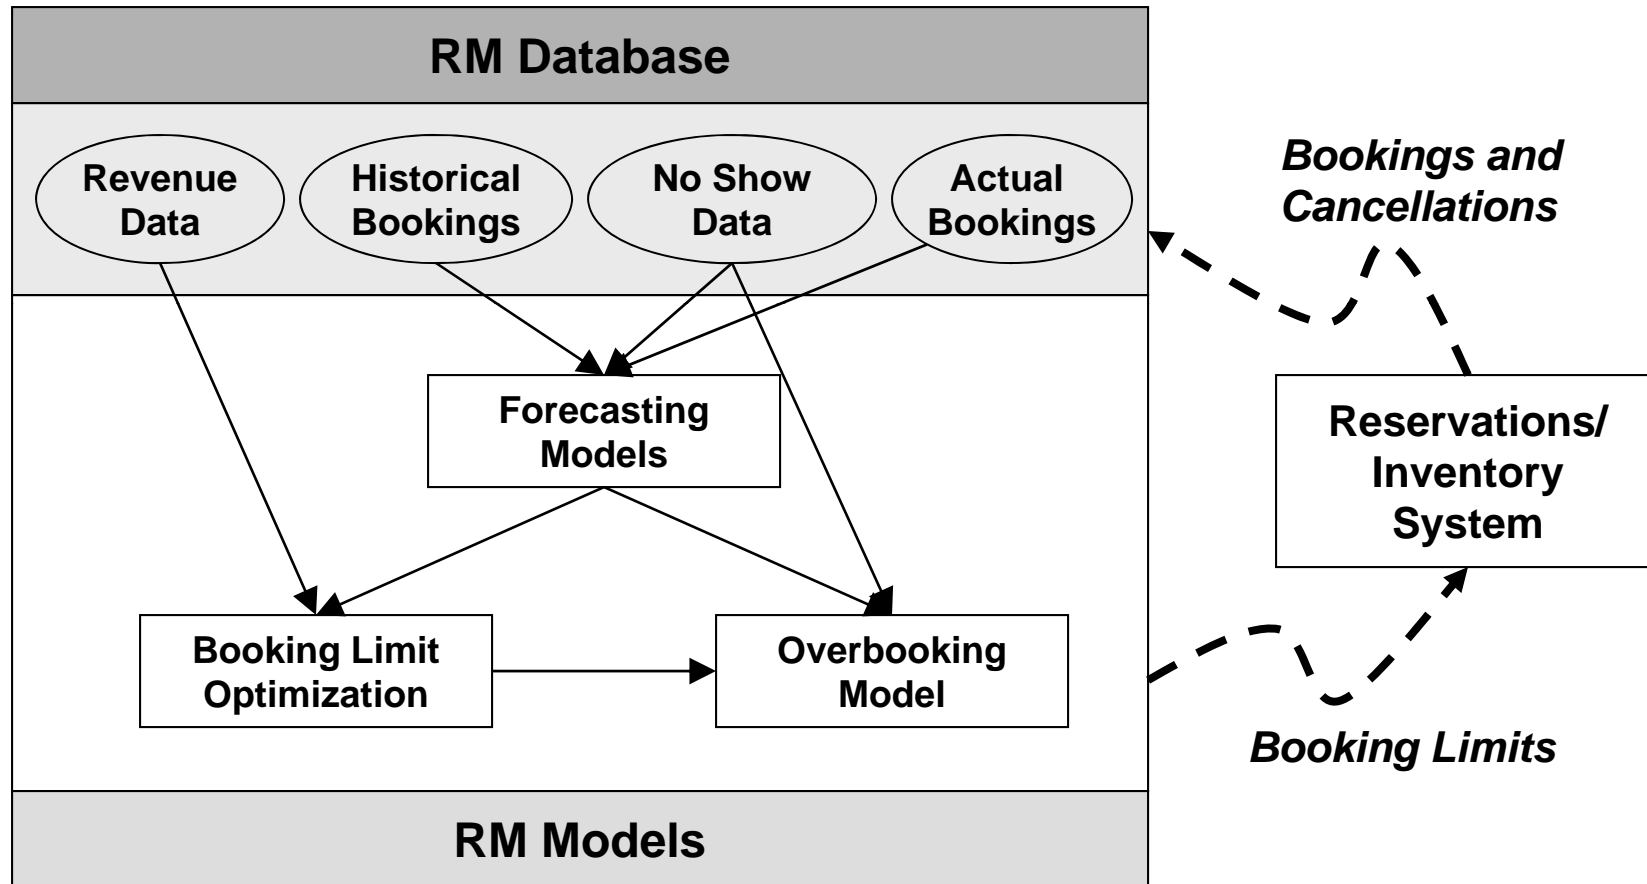 RM Database
Revenue
Data
Historical
Bookings
No Show
Data
Actual
Bookings
Bookings and
Cancellations
Forecasting
Models
Reservations/
Inventory
System
Booking Limit
Optimization
Overbooking
Model
Booking Limits
RM Models